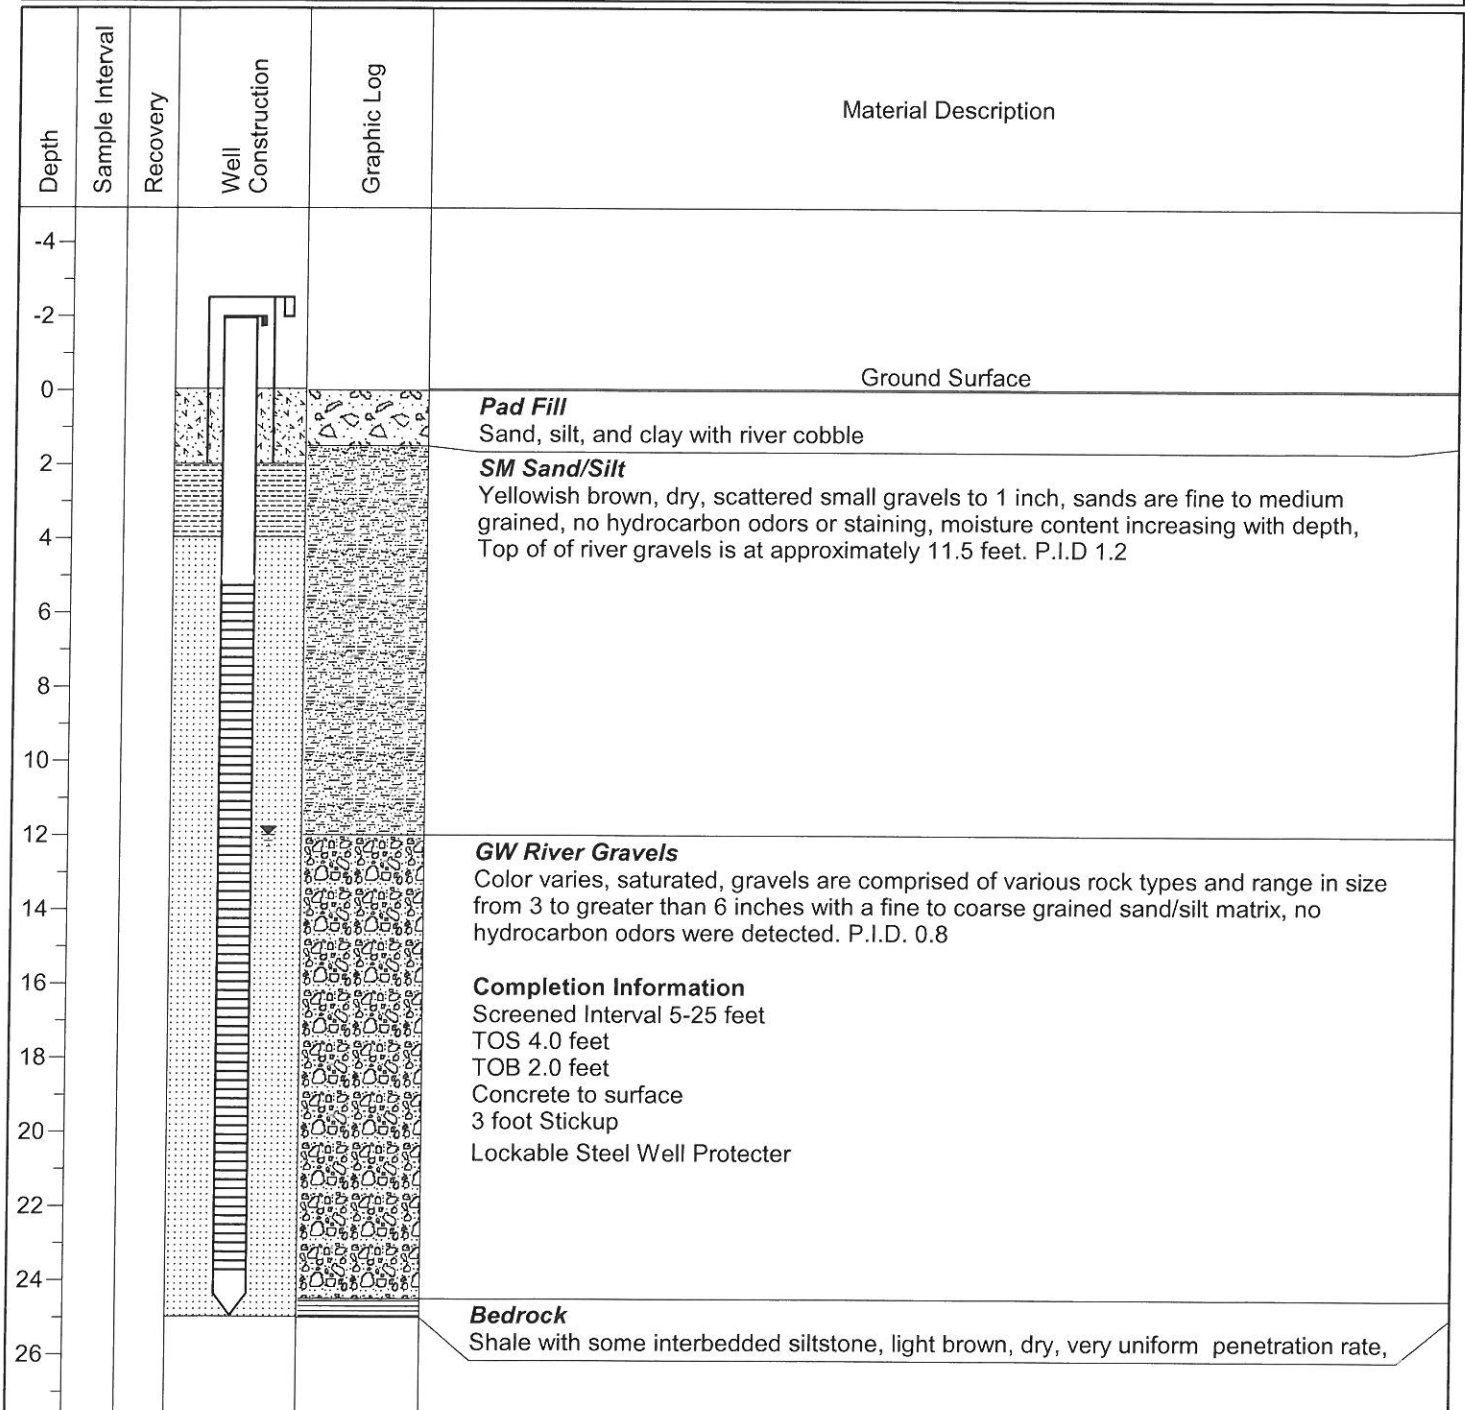 Depth
Sample Interval
Recovery
Well
Construction
Graphic Log
Material Description
-4
-2
0
2
4
6
8
10
12
14
16
18
20
22
24
26
Ground Surface
Pad Fill
Sand, silt, and clay with river cobble
SM Sand/Silt
Yellowish brown, dry, scattered small gravels to 1 inch, sands are fine to medium
grained, no hydrocarbon odors or staining, moisture content increasing with depth,
Top of of river gravels is at approximately 11.5 feet. P.I.D 1.2
GW River Gravels
Color varies, saturated, gravels are comprised of various rock types and range in size
from 3 to greater than 6 inches with a fine to coarse grained sand/silt matrix, no
hydrocarbon odors were detected. P.I.D. 0.8
Completion Information
Screened Interval 5-25 feet
TOS 4.0 feet
TOB 2.0 feet
Concrete to surface
3 foot Stickup
Lockable Steel Well Protecter
Bedrock
Shale with some interbedded siltstone, light brown, dry, very uniform penetration rate,